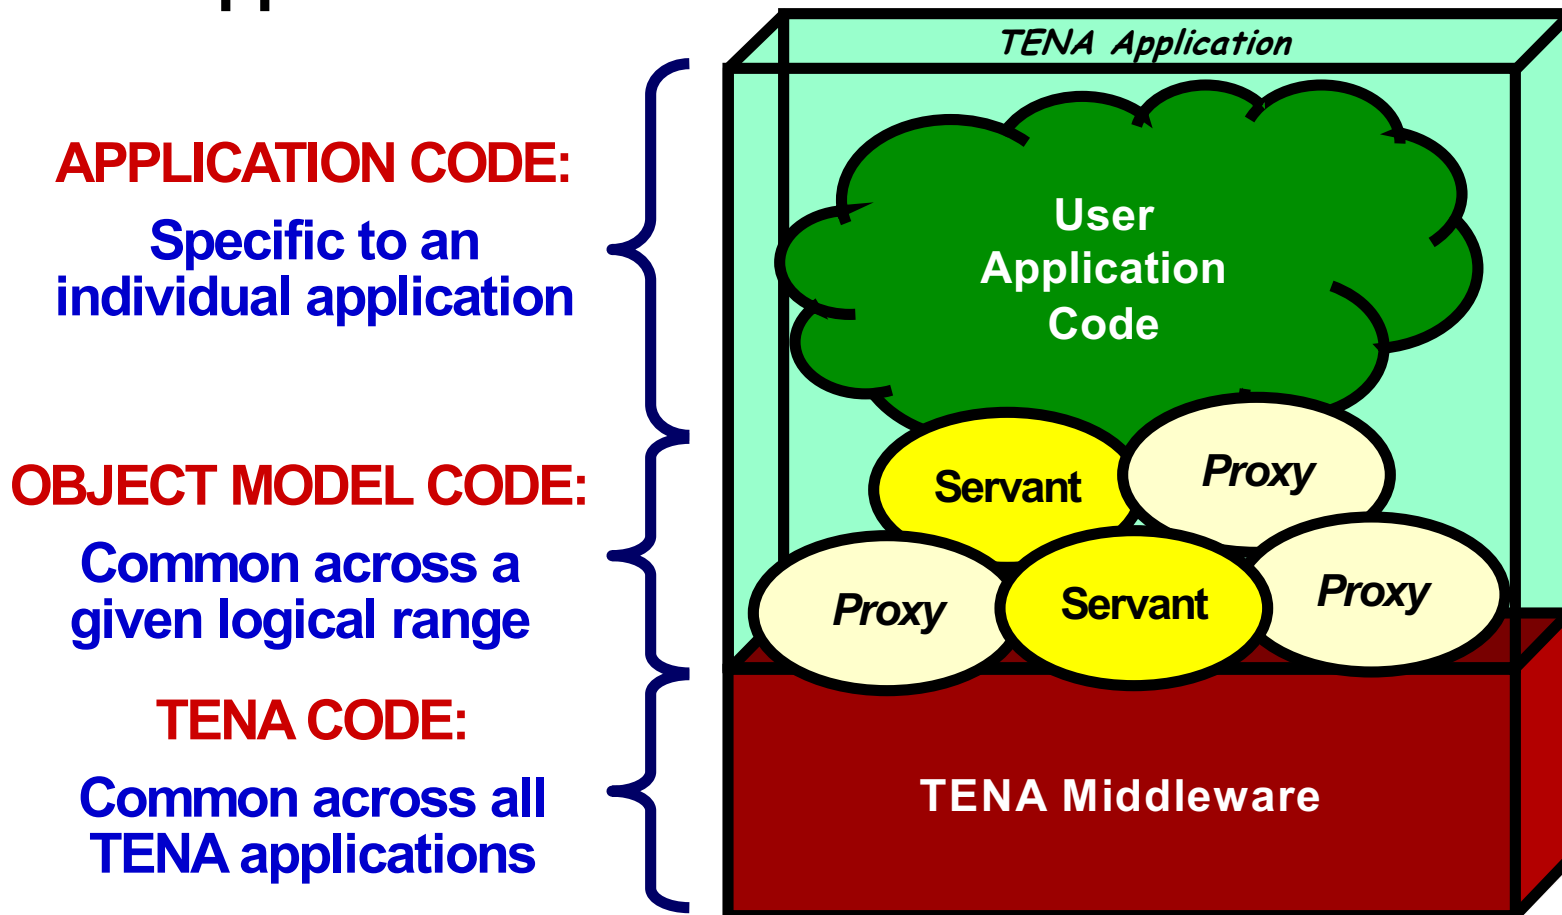 TENA Application
APPLICATION CODE:
Specific to an
individual application
User
Application
Code
OBJECT MODEL CODE:
Common across a
given logical range
Servant
Proxy
Proxy
Servant
Proxy
TENA CODE:
Common across all
TENA applications
TENA Middleware